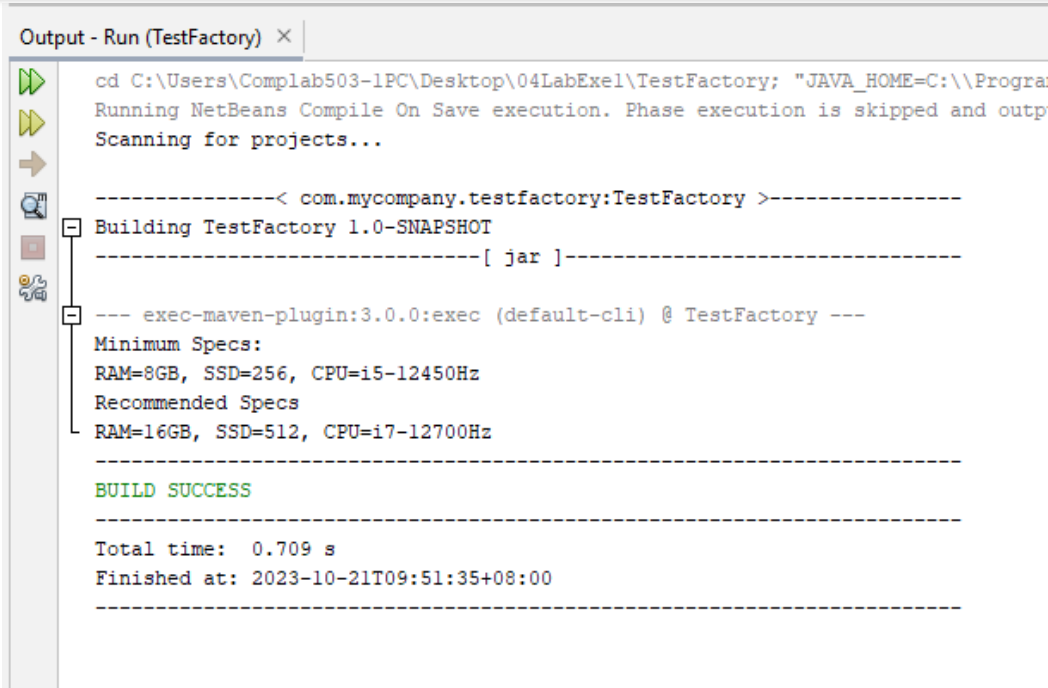 Output - Run (TestFactory) ×
cd C:\Users\Complab503-1PC\Desktop\04LabExe1\TestFactory; "JAVA_HOME=C:\\Program
Running NetBeans Compile On Save execution. Phase execution is skipped and outp
Scanning for projects...
---------------< com.mycompany.testfactory:TestFactory >----------------
Building TestFactory 1.0-SNAPSHOT
--------------------------------[ jar ]---------------------------------
--- exec-maven-plugin:3.0.0:exec (default-cli) @ TestFactory ---
Minimum Specs:
RAM=8GB, SSD=256, CPU=i5-12450Hz
Recommended Specs
RAM=16GB, SSD=512, CPU=i7-12700Hz
------------------------------------------------------------------------
BUILD SUCCESS
------------------------------------------------------------------------
Total time:  0.709 s
Finished at: 2023-10-21T09:51:35+08:00
------------------------------------------------------------------------